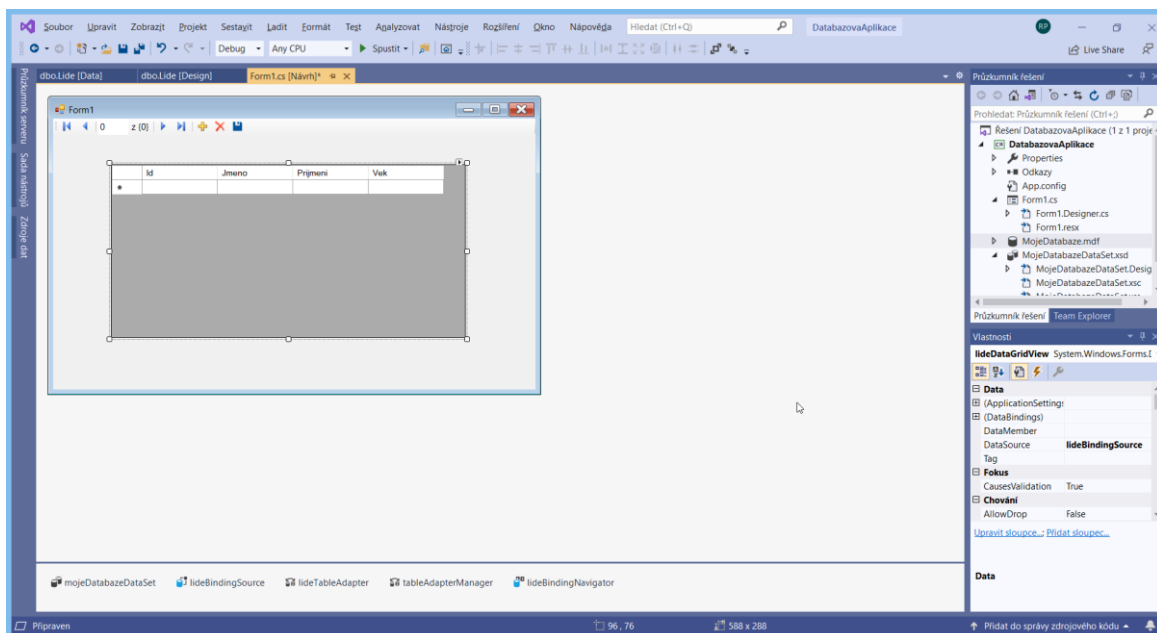 Soubor Upravit Zobrazit Projekt Sestavit Ladit Formát Test Analyzovat Nástroje Rozšíření Okno Nápověda Hledat (Ctrl+Q) DatabazovaAplikace RP
Debug Any CPU Spustit Live Share
Průzkumník serveru
Sada nástrojů
Zdroje dat
dbo.Lide [Data] dbo.Lide [Design] Form1.cs [Návrh]*
Form1
0 z {0}
Id Jmeno Prijmeni Vek
mojeDatabazeDataSet lideBindingSource lideTableAdapter tableAdapterManager lideBindingNavigator
Průzkumník řešení
Prohledat: Průzkumník řešení (Ctrl+;)
Řešení DatabazovaAplikace (1 z 1 proje
DatabazovaAplikace
Properties
Odkazy
App.config
Form1.cs
Form1.Designer.cs
Form1.resx
MojeDatabaze.mdf
MojeDatabazeDataSet.xsd
MojeDatabazeDataSet.Desig
MojeDatabazeDataSet.xsc
Průzkumník řešení Team Explorer
Vlastnosti
lideDataGridView System.Windows.Forms.
Data
(ApplicationSettings
(DataBindings)
DataMember
DataSource lideBindingSource
Tag
Fokus
CausesValidation True
Chování
AllowDrop False
Upravit sloupce..., Přidat sloupec...
Data
Připraven 96 , 76 588 x 288 Přidat do správy zdrojového kódu